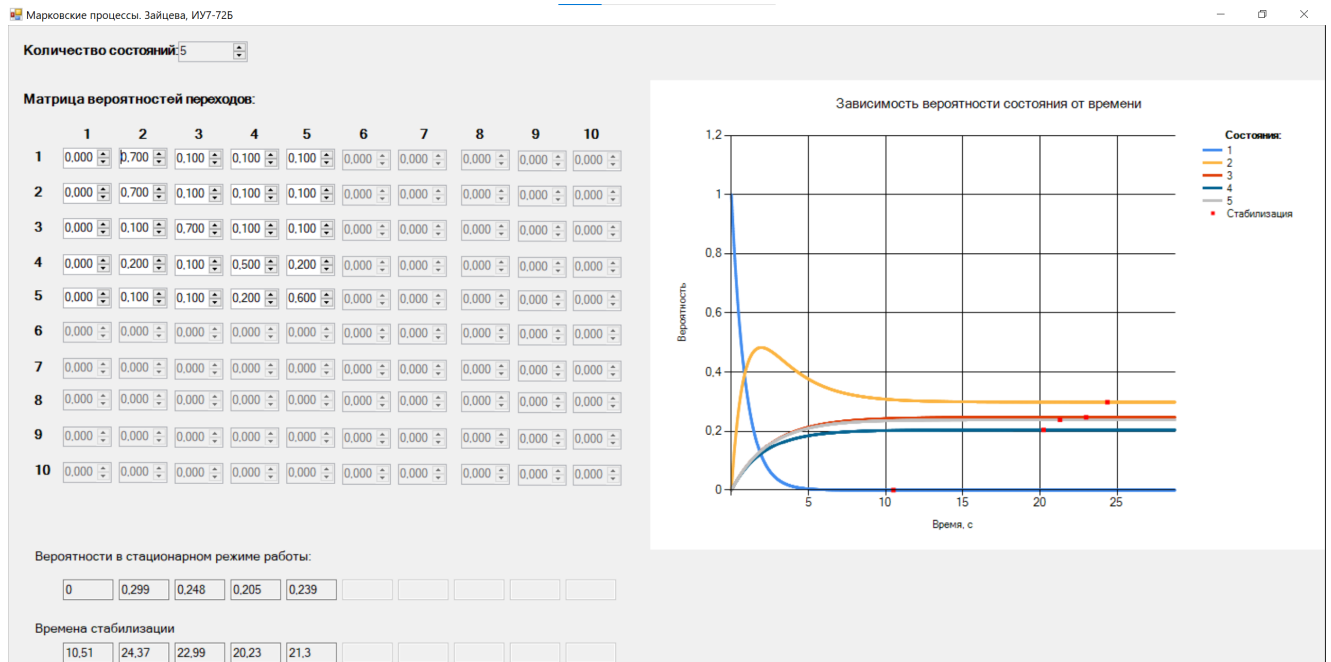 Марковские процессы. Зайцева, ИУ7-72Б
Количество состояний: 5
Матрица вероятностей переходов:
1 2 3 4 5 6 7 8 9 10
1 0,000 0,700 0,100 0,100 0,100 0,000 0,000 0,000 0,000 0,000
2 0,000 0,700 0,100 0,100 0,100 0,000 0,000 0,000 0,000 0,000
3 0,000 0,100 0,700 0,100 0,100 0,000 0,000 0,000 0,000 0,000
4 0,000 0,200 0,100 0,500 0,200 0,000 0,000 0,000 0,000 0,000
5 0,000 0,100 0,100 0,200 0,600 0,000 0,000 0,000 0,000 0,000
6 0,000 0,000 0,000 0,000 0,000 0,000 0,000 0,000 0,000 0,000
7 0,000 0,000 0,000 0,000 0,000 0,000 0,000 0,000 0,000 0,000
8 0,000 0,000 0,000 0,000 0,000 0,000 0,000 0,000 0,000 0,000
9 0,000 0,000 0,000 0,000 0,000 0,000 0,000 0,000 0,000 0,000
10 0,000 0,000 0,000 0,000 0,000 0,000 0,000 0,000 0,000 0,000
Вероятности в стационарном режиме работы:
0 0,299 0,248 0,205 0,239
Времена стабилизации
10,51 24,37 22,99 20,23 21,3
Зависимость вероятности состояния от времени
Вероятность
1,2
1
0,8
0,6
0,4
0,2
0
5 10 15 20 25
Время, с
Состояния:
1
2
3
4
5
Стабилизация